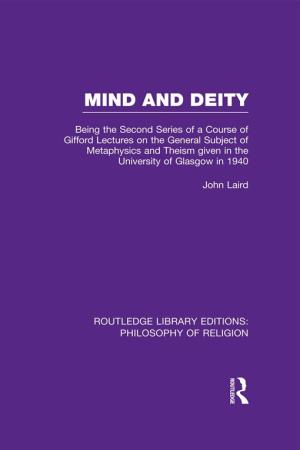 MIND AND DEITY
Being the Second Series of a Course of
Gifford Lectures on the General Subject of
Metaphysics and Theism given in the
University of Glasgow in 1940
John Laird
ROUTLEDGE LIBRARY EDITIONS:
PHILOSOPHY OF RELIGION
ROUTLEDGE